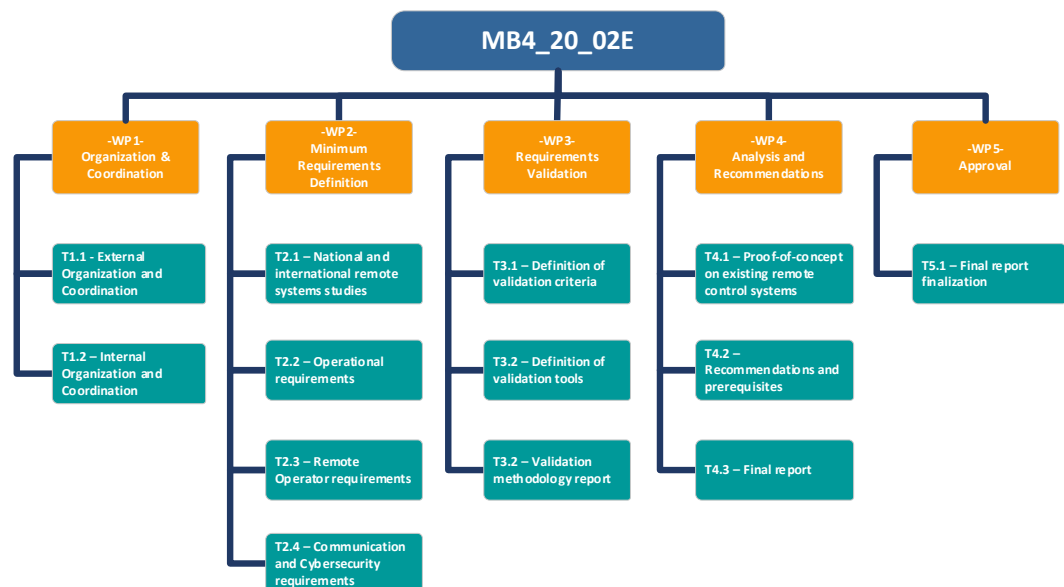 MB4_20_02E
-WP1-
Organization &
Coordination
T1.1 - External
Organization and
Coordination
T1.2 – Internal
Organization and
Coordination
-WP2-
Minimum
Requirements
Definition
T2.1 – National and
international remote
systems studies
T2.2 – Operational
requirements
T2.3 – Remote
Operator requirements
T2.4 – Communication
and Cybersecurity
requirements
-WP3-
Requirements
Validation
T3.1 – Definition of
validation criteria
T3.2 – Definition of
validation tools
T3.2 – Validation
methodology report
-WP4-
Analysis and
Recommendations
T4.1 – Proof-of-concept
on existing remote
control systems
T4.2 –
Recommendations and
prerequisites
T4.3 – Final report
-WP5-
Approval
T5.1 – Final report
finalization